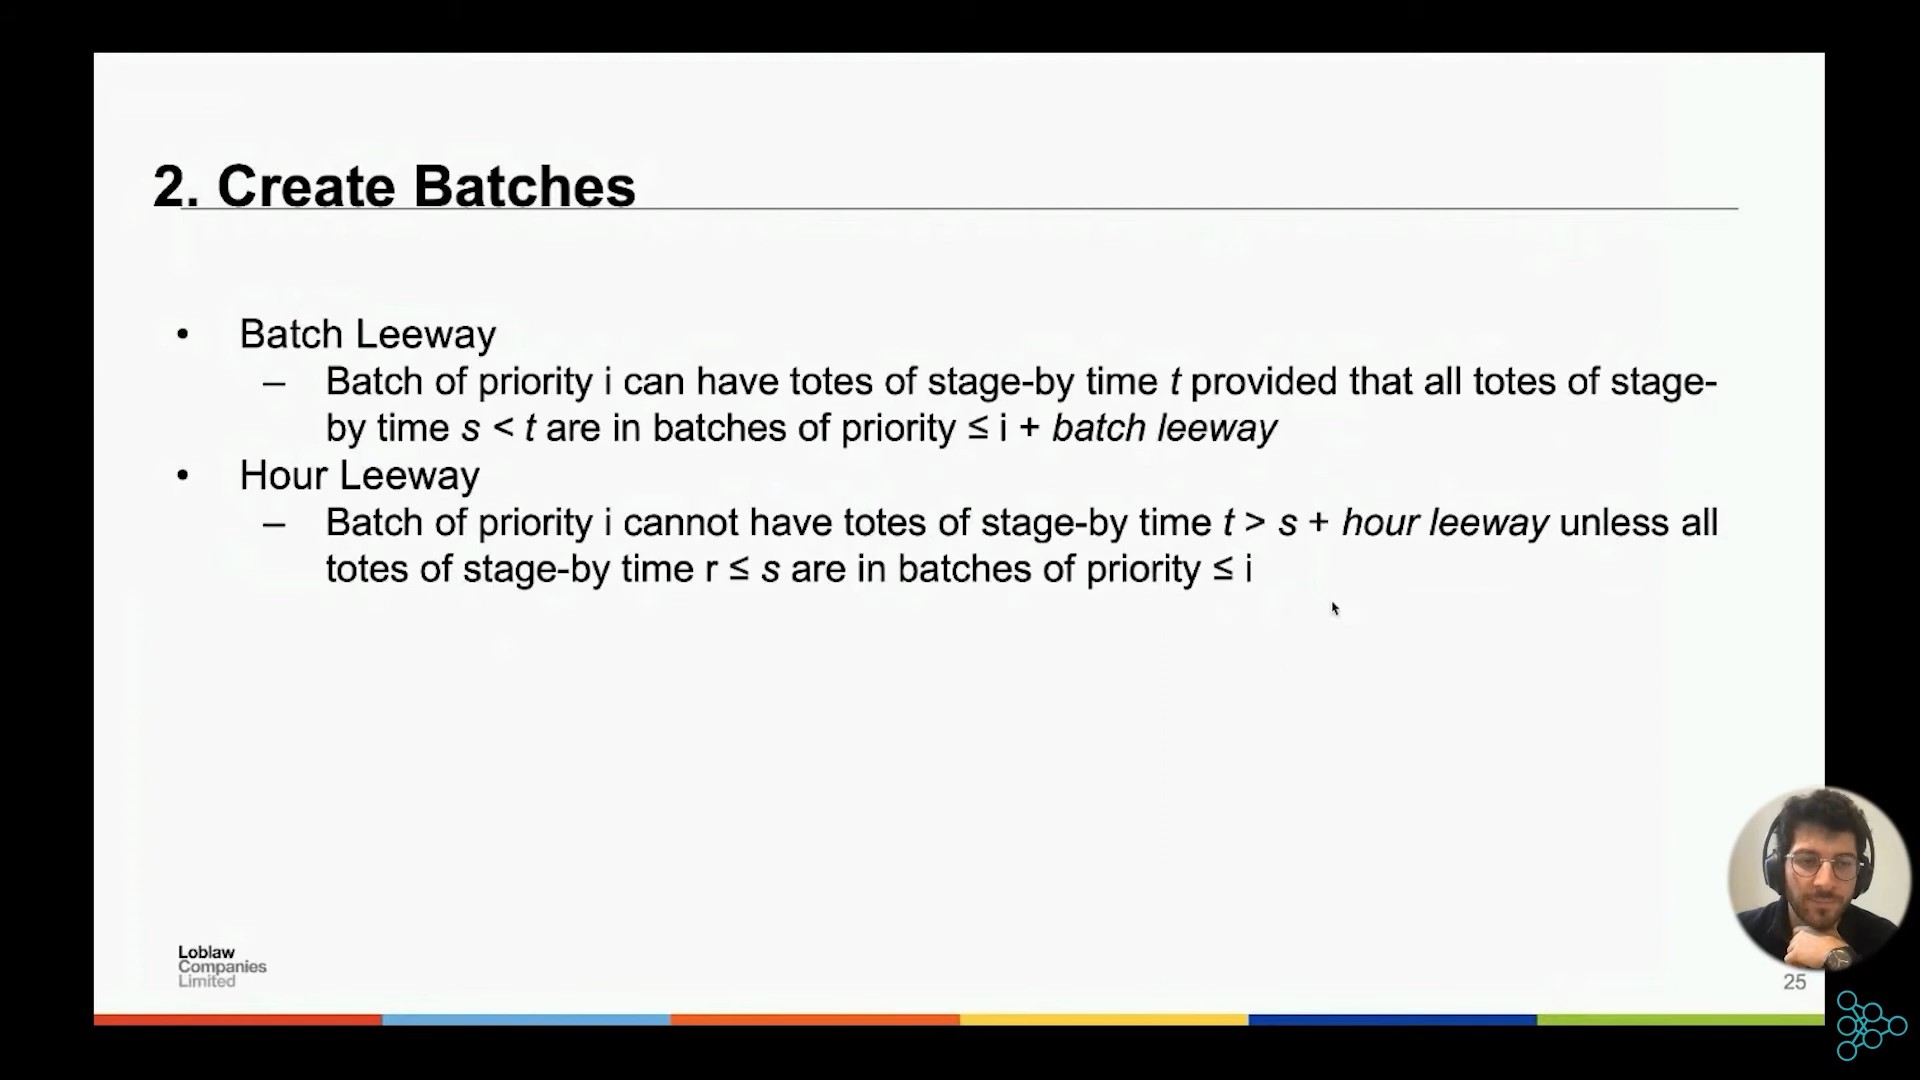 2. Create Batches
• Batch Leeway
– Batch of priority i can have totes of stage-by time t provided that all totes of stage-
by time s < t are in batches of priority ≤ i + batch leeway
• Hour Leeway
– Batch of priority i cannot have totes of stage-by time t > s + hour leeway unless all
totes of stage-by time r ≤ s are in batches of priority ≤ i
Loblaw
Companies
Limited
25